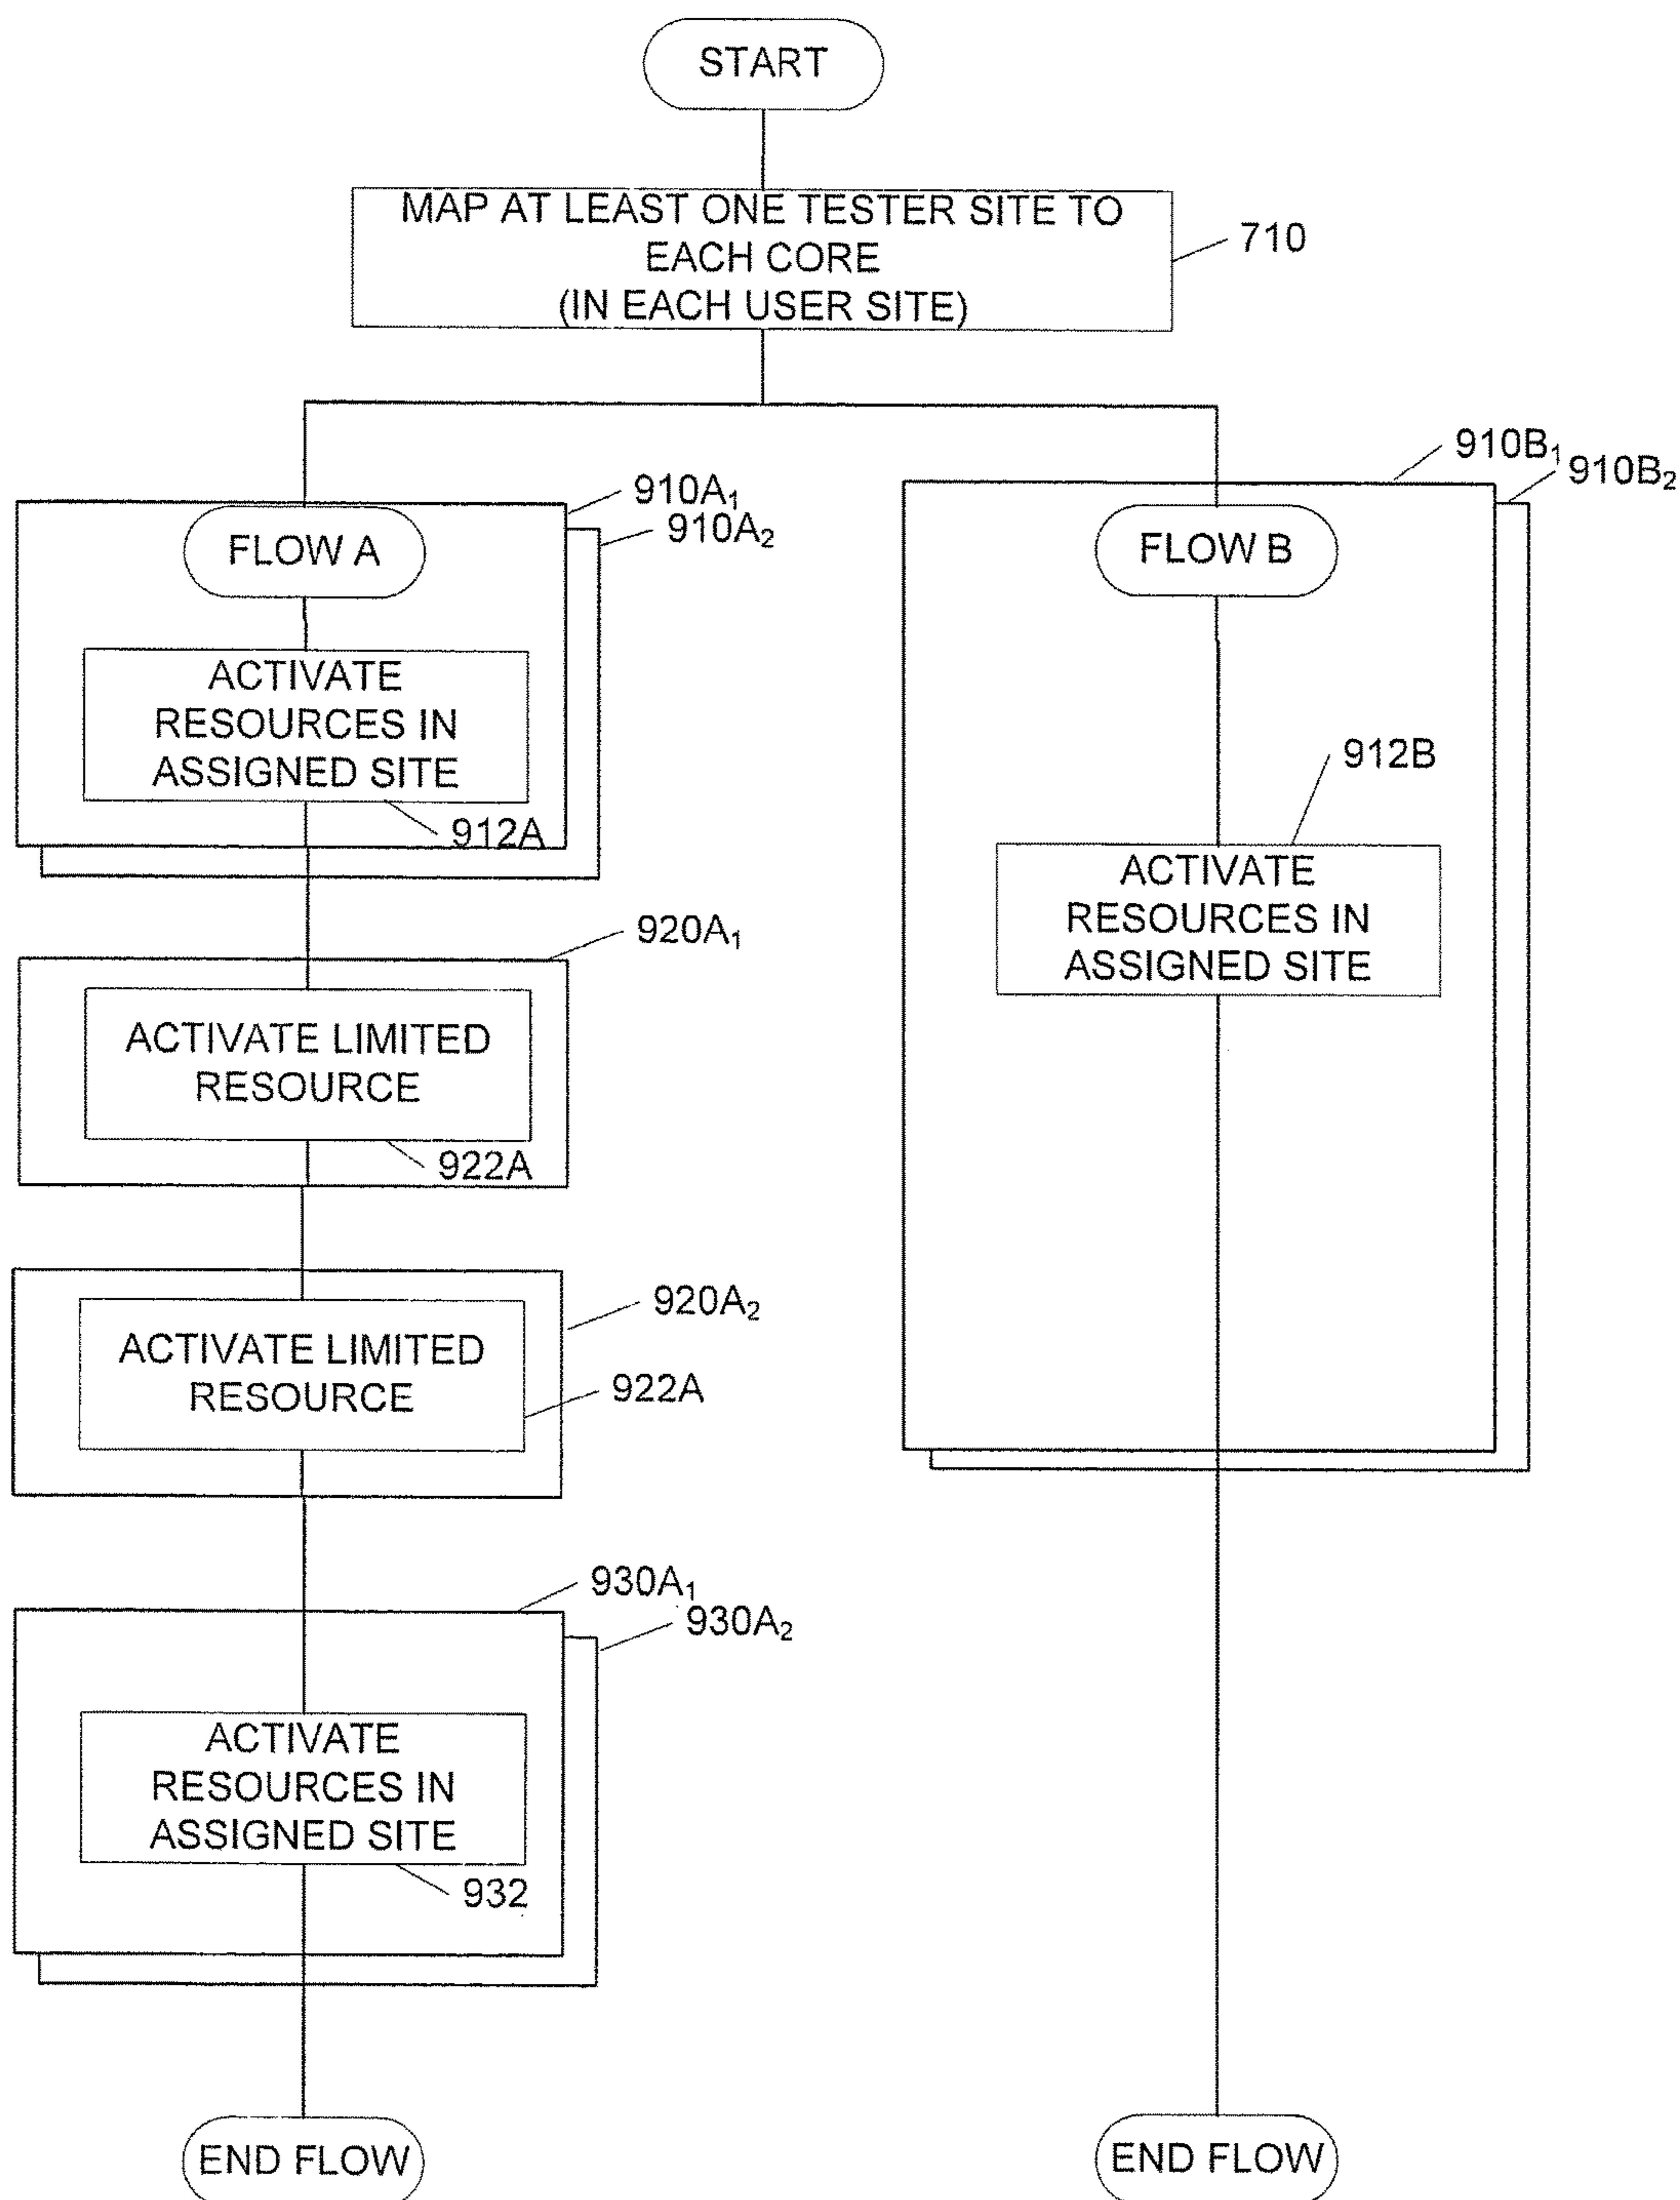 START
MAP AT LEAST ONE TESTER SITE TO
EACH CORE
(IN EACH USER SITE)
710
910A₁
910A₂
FLOW A
ACTIVATE
RESOURCES IN
ASSIGNED SITE
912A
920A₁
ACTIVATE LIMITED
RESOURCE
922A
920A₂
ACTIVATE LIMITED
RESOURCE
922A
930A₁
930A₂
ACTIVATE
RESOURCES IN
ASSIGNED SITE
932
END FLOW
910B₁
910B₂
FLOW B
912B
ACTIVATE
RESOURCES IN
ASSIGNED SITE
END FLOW